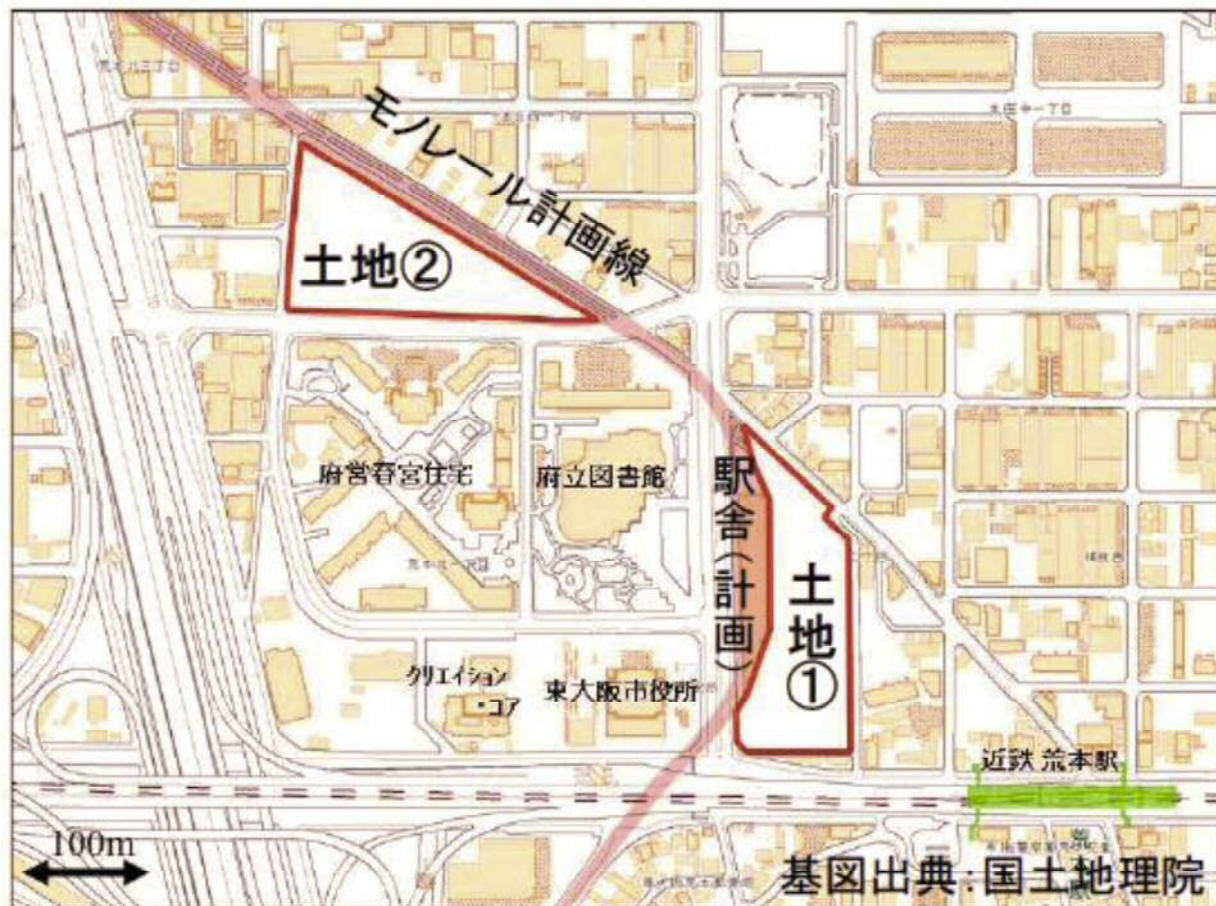 モノレール計画線
土地②
府営春宮住宅
府立図書館
駅舎（計画）
土地①
クリエイション
・コア
東大阪市役所
近鉄 荒本駅
100m
基図出典：国土地理院